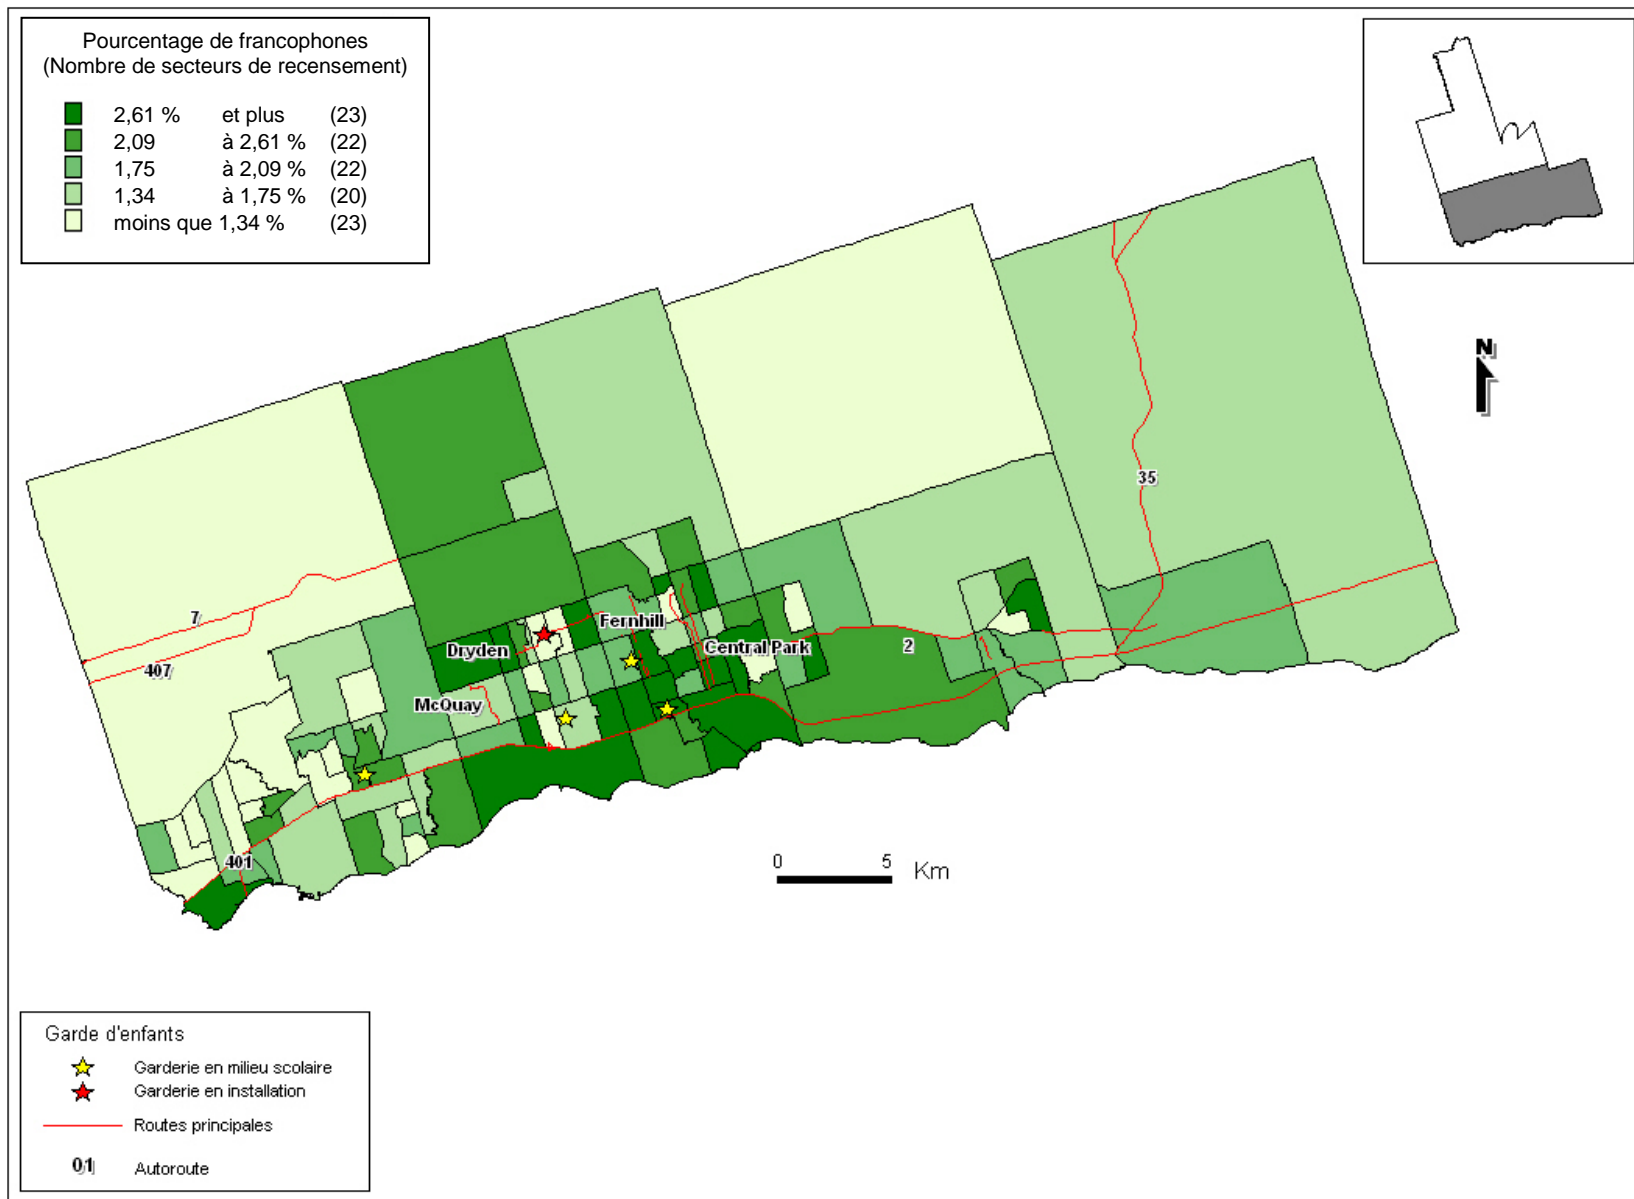 Pourcentage de francophones
(Nombre de secteurs de recensement)
2,61 % et plus (23)
2,09 à 2,61 % (22)
1,75 à 2,09 % (22)
1,34 à 1,75 % (20)
moins que 1,34 % (23)
N
35
7
407
Fernhill
Dryden
Central Park
2
McQuay
401
0 5 Km
Garde d'enfants
Garderie en milieu scolaire
Garderie en installation
Routes principales
01 Autoroute